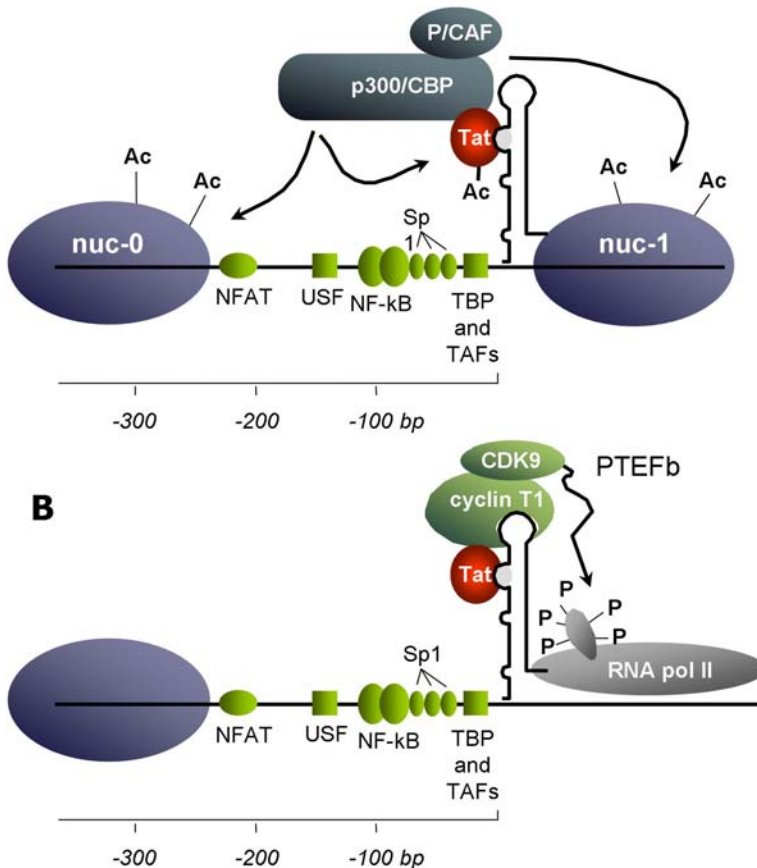 P/CAF
p300/CBP
Tat
Ac
Ac
Ac
Ac
Ac
nuc-0
nuc-1
Sp
1
NFAT
USF
NF-kB
TBP
and
TAFs
-300
-200
-100 bp
B
CDK9
PTEFb
cyclin T1
Tat
P
P
P
P
P
RNA pol II
Sp1
NFAT
USF
NF-kB
TBP
and
TAFs
-300
-200
-100 bp